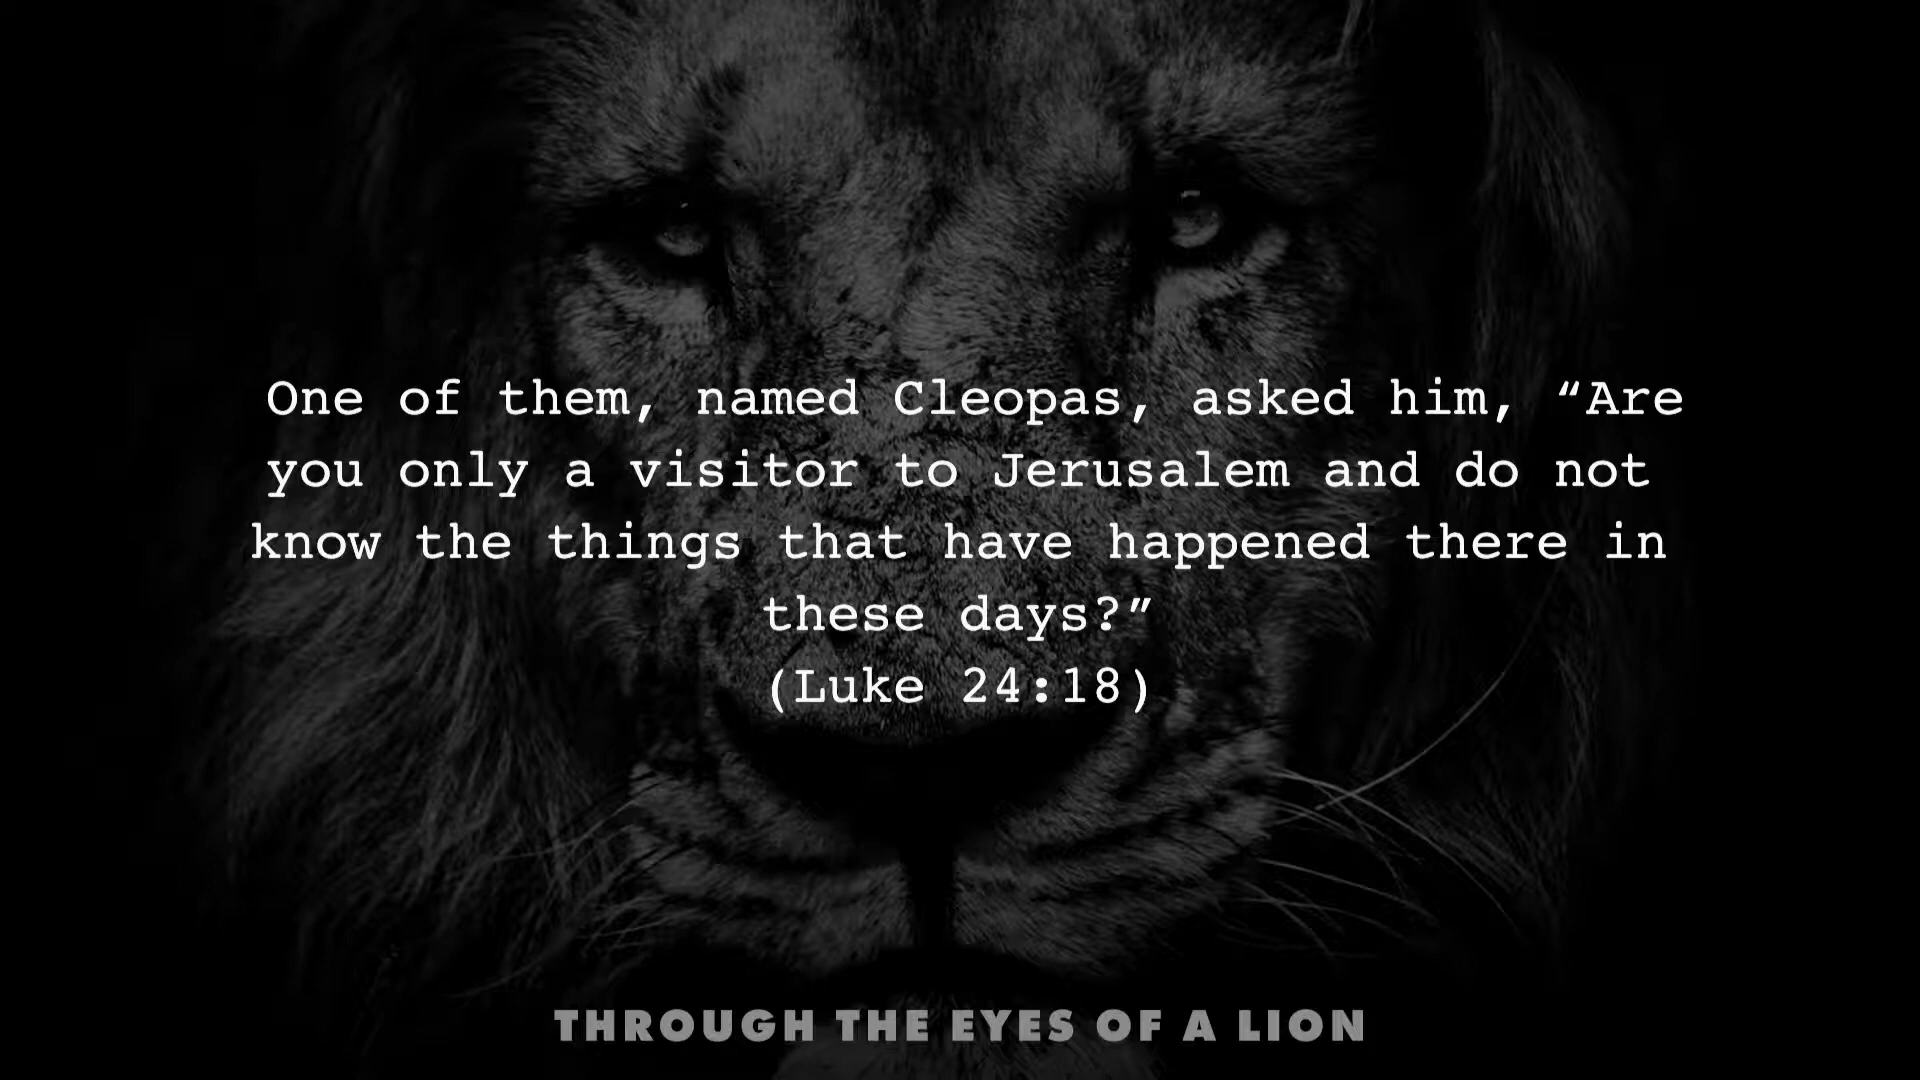 One of them, named Cleopas, asked him, “Are
you only a visitor to Jerusalem and do not
know the things that have happened there in
these days?”
(Luke 24:18)
THROUGH THE EYES OF A LION